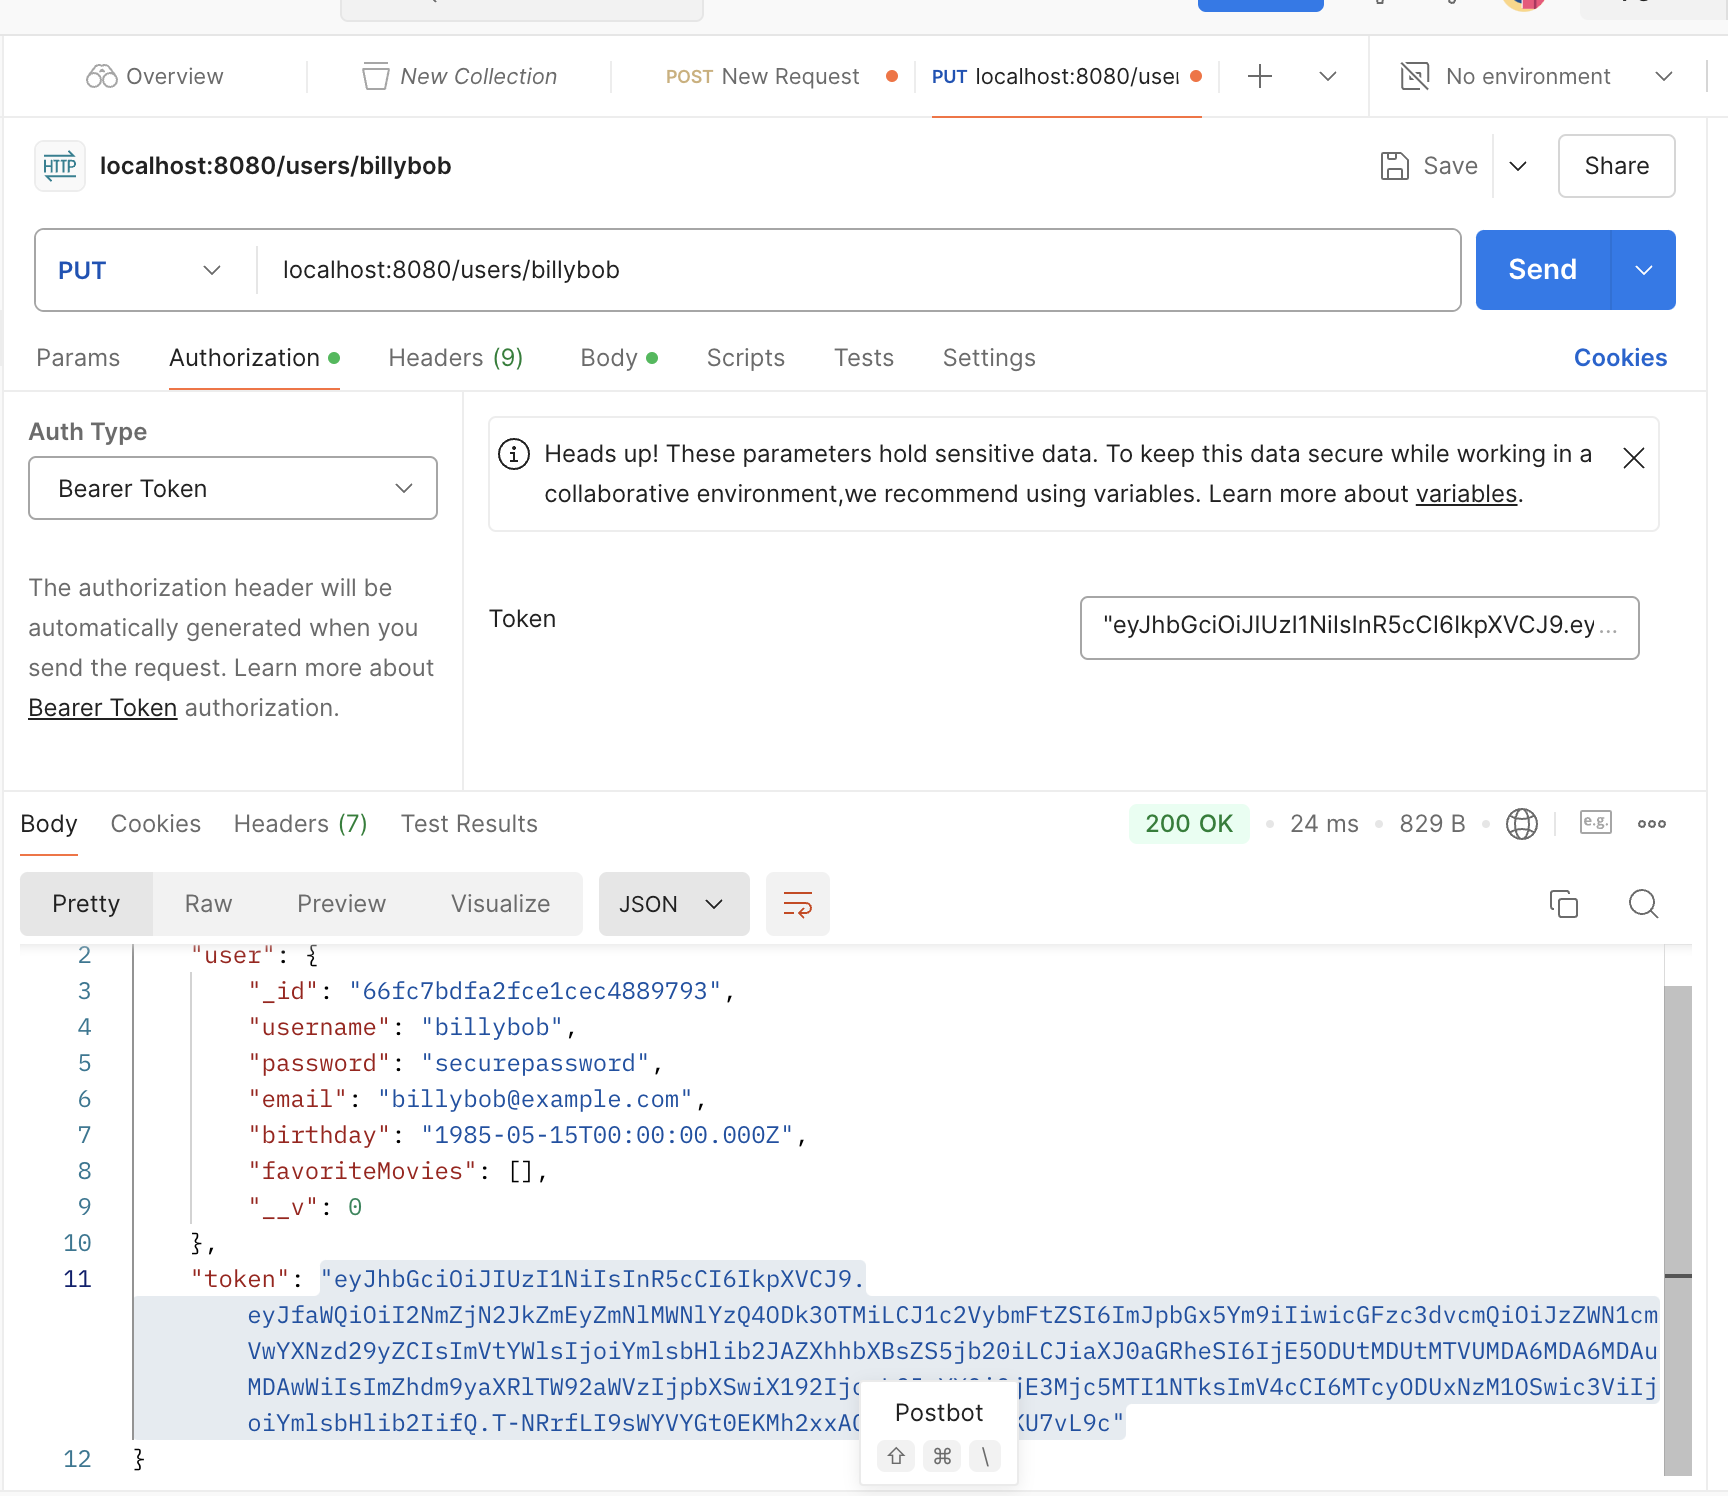 Overview
New Collection
POST New Request
PUT localhost:8080/user
No environment
HTTP
localhost:8080/users/billybob
Save
Share
PUT
localhost:8080/users/billybob
Send
Params
Authorization
Headers (9)
Body
Scripts
Tests
Settings
Cookies
Auth Type
Bearer Token
The authorization header will be
automatically generated when you
send the request. Learn more about
Bearer Token authorization.
Heads up! These parameters hold sensitive data. To keep this data secure while working in a
collaborative environment,we recommend using variables. Learn more about variables.
Token
"eyJhbGciOiJIUzI1NiIsInR5cCI6IkpXVCJ9.ey...
Body
Cookies
Headers (7)
Test Results
200 OK
24 ms
829 B
e.g.
Pretty
Raw
Preview
Visualize
JSON
2 "user": {
3 "_id": "66fc7bdfa2fce1cec4889793",
4 "username": "billybob",
5 "password": "securepassword",
6 "email": "billybob@example.com",
7 "birthday": "1985-05-15T00:00:00.000Z",
8 "favoriteMovies": [],
9 "__v": 0
10 },
11 "token": "eyJhbGciOiJIUzI1NiIsInR5cCI6IkpXVCJ9.
eyJfaWQiOiI2NmZjN2JkZmEyZmNlMWNlYzQ4ODk3OTMiLCJ1c2VybmFtZSI6ImJpbGx5Ym9iIiwicGFzc3dvcmQiOiJzZWN1cm
VwYXNzd29yZCIsImVtYWlsIjoiYmlsbHlib2JAZXhhbXBsZS5jb20iLCJiaXJ0aGRheSI6IjE5ODUtMDUtMTVUMDA6MDA6MDAu
MDAwWiIsImZhdm9yaXRlTW92aWVzIjpbXSwiX192Ijo jE3Mjc5MTI1NTksImV4cCI6MTcyODUxNzM1OSwic3ViIj
oiYmlsbHlib2IifQ.T-NRrfLI9sWYVYGt0EKMh2xxA KU7vL9c"
Postbot
⇧ ⌘ \
12 }